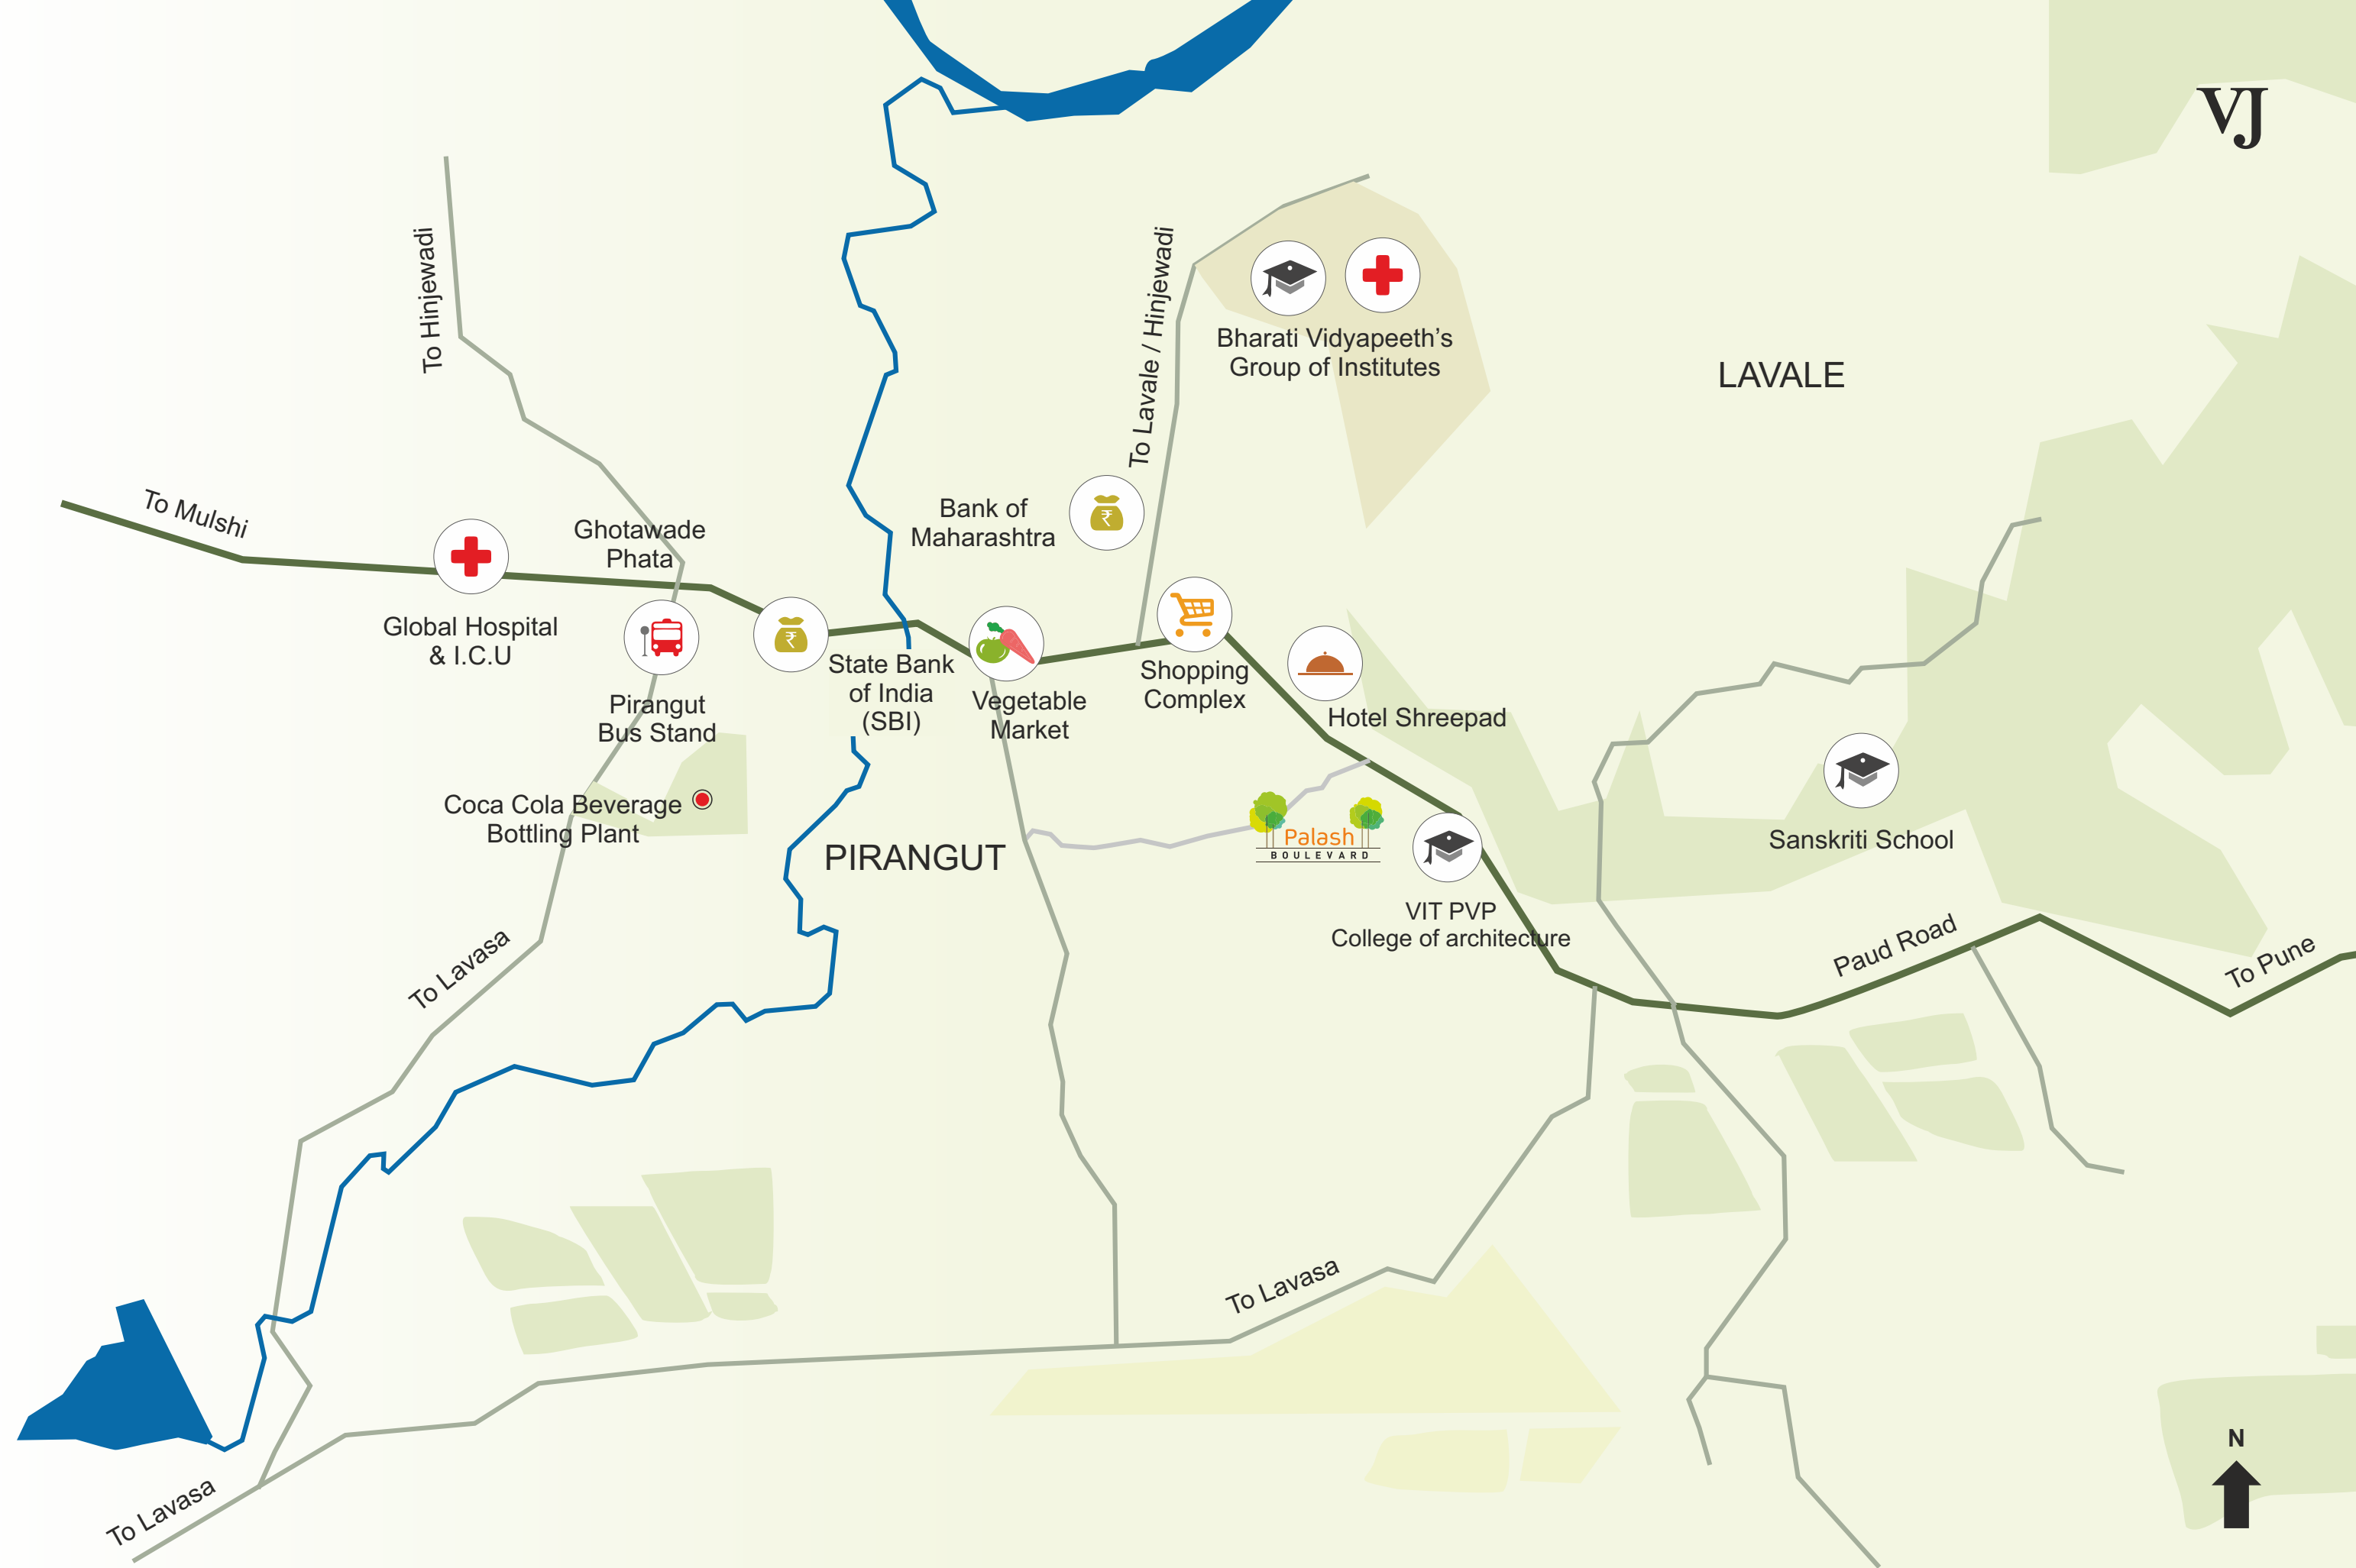 VJ
To Hinjewadi
To Lavale / Hinjewadi
Bharati Vidyapeeth’s
Group of Institutes
LAVALE
To Mulshi
Ghotawade
Phata
Bank of
Maharashtra
₹
Global Hospital
& I.C.U
₹
State Bank
of India
(SBI)
Pirangut
Bus Stand
Vegetable
Market
Shopping
Complex
Hotel Shreepad
Coca Cola Beverage
Bottling Plant
PIRANGUT
Palash
BOULEVARD
Sanskriti School
VIT PVP
College of architecture
To Lavasa
Paud Road
To Pune
To Lavasa
To Lavasa
N